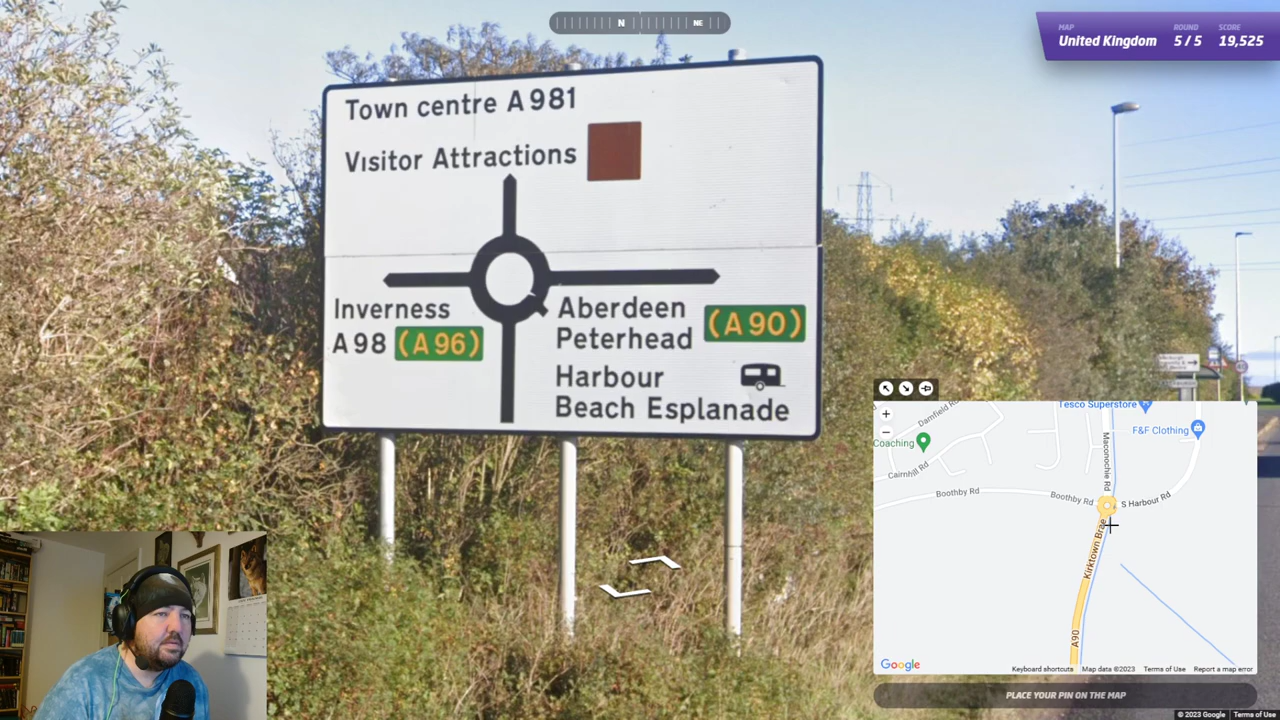 N
NE
MAP
ROUND
SCORE
United Kingdom
5 / 5
19,525
Town centre A 981
Visitor Attractions
Inverness
A 98 (A 96)
Aberdeen
Peterhead
(A 90)
Harbour
Beach Esplanade
Tesco Superstore
F&F Clothing
Damfield Ro
Coaching
Cairnhill Rd
Maconochie Rd
Boothby Rd
Boothby Rd
S Harbour Rd
Kirktown Brae
A90
Google
Keyboard shortcuts
Map data ©2023
Terms of Use
Report a map error
PLACE YOUR PIN ON THE MAP
© 2023 Google
Terms of Use